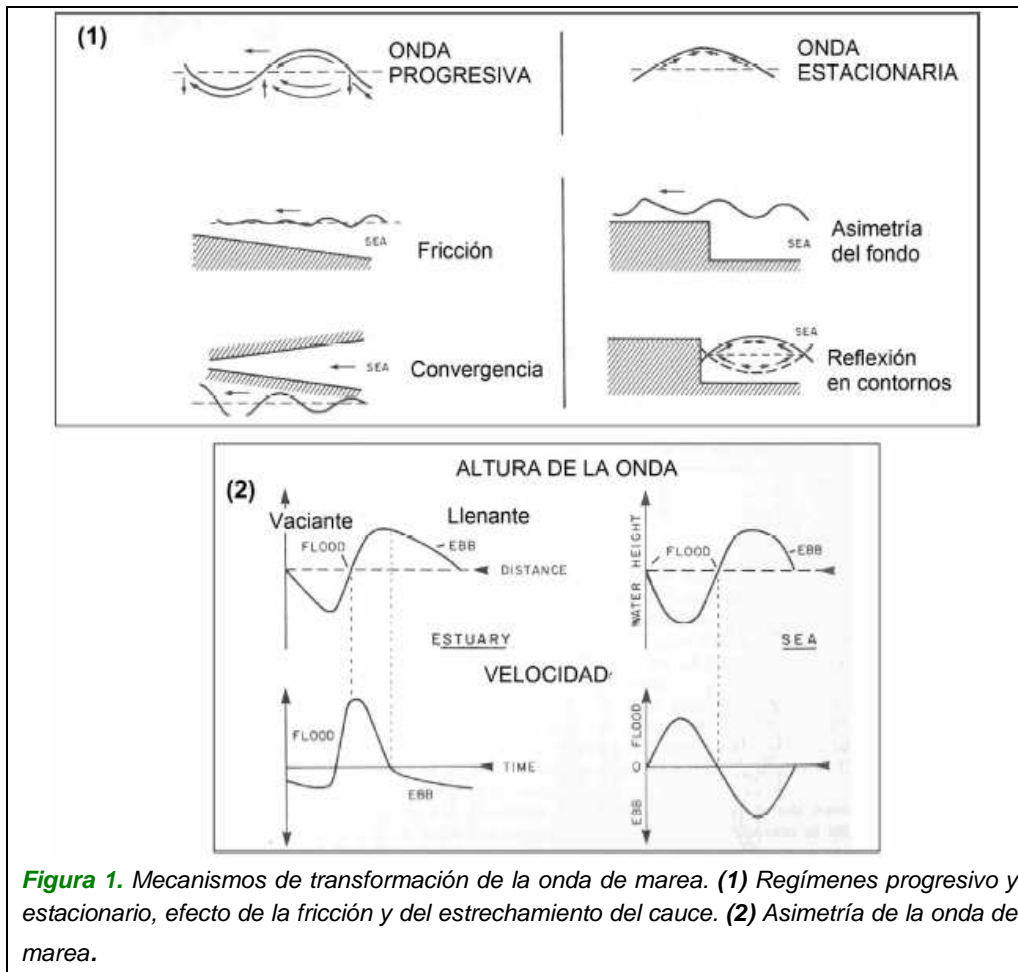 (1)
ONDA
PROGRESIVA
ONDA
ESTACIONARIA
SEA
Fricción
SEA
Asimetría
del fondo
SEA
Convergencia
SEA
Reflexión
en contornos
(2)
ALTURA DE LA ONDA
Vaciante
Llenante
FLOOD
EBB
DISTANCE
ESTUARY
WATER HEIGHT
FLOOD
EBB
SEA
VELOCIDAD
FLOOD
EBB
TIME
EBB 0 FLOOD
Figura 1. Mecanismos de transformación de la onda de marea. (1) Regímenes progresivo y
estacionario, efecto de la fricción y del estrechamiento del cauce. (2) Asimetría de la onda de
marea.